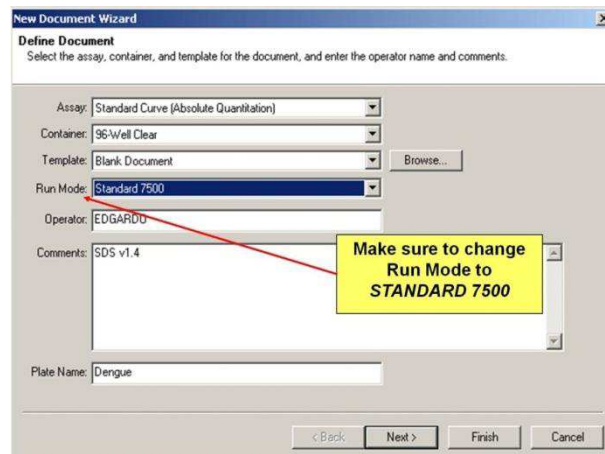 New Document Wizard
Define Document
Select the assay, container, and template for the document, and enter the operator name and comments.
Assay: Standard Curve (Absolute Quantitation)
Container: 96-Well Clear
Template: Blank Document Browse...
Run Mode: Standard 7500
Operator: EDGARDO
Comments: SDS v1.4
Make sure to change
Run Mode to
STANDARD 7500
Plate Name: Dengue
< Back Next > Finish Cancel